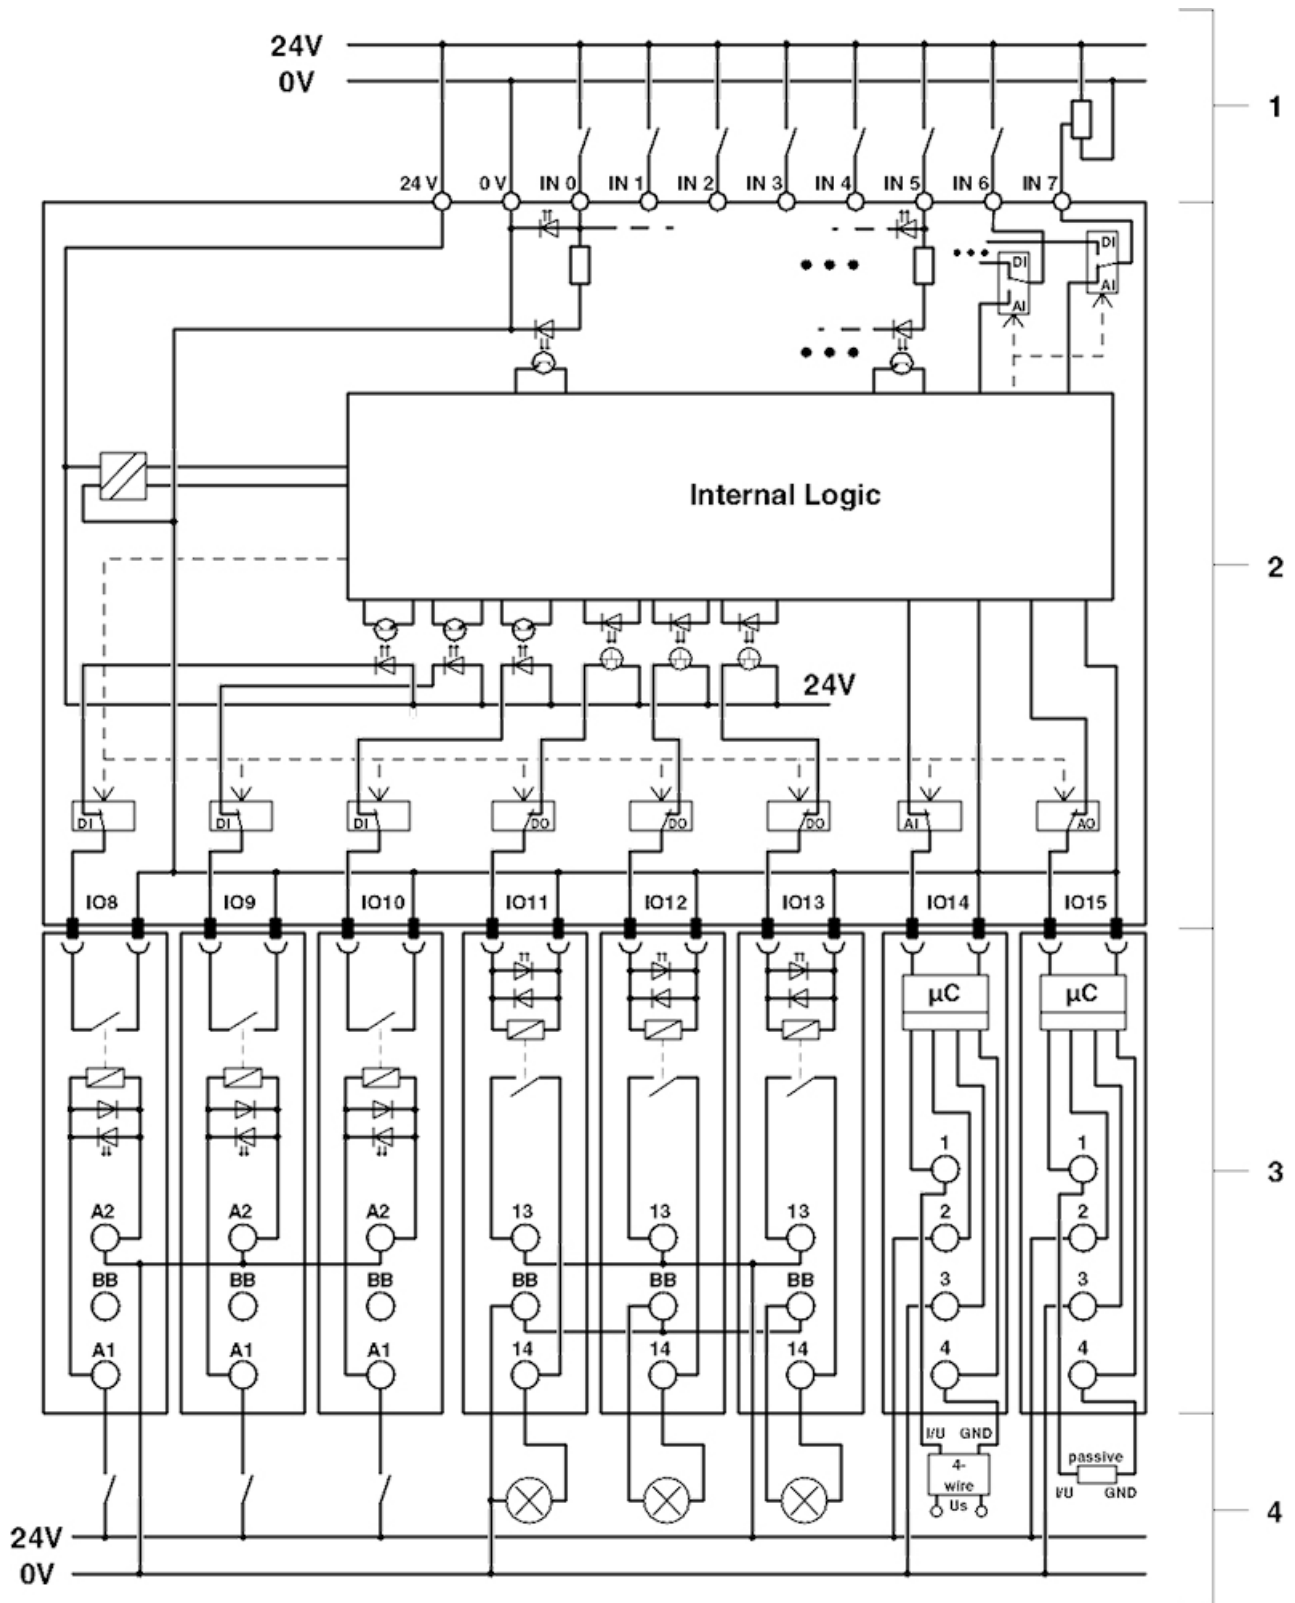 24V
0V
1
24 V 0 V IN 0 IN 1 IN 2 IN 3 IN 4 IN 5 IN 6 IN 7
DI
DI
AI
AI
Internal Logic
2
24V
DI DI DI DO DO DO AI AO
IO8 IO9 IO10 IO11 IO12 IO13 IO14 IO15
µC µC
1 1
3
A2 A2 A2 13 13 13 2 2
BB BB BB BB BB BB 3 3
A1 A1 A1 14 14 14 4 4
I/U GND
passive
4-
wire
I/U GND
Us
4
24V
0V